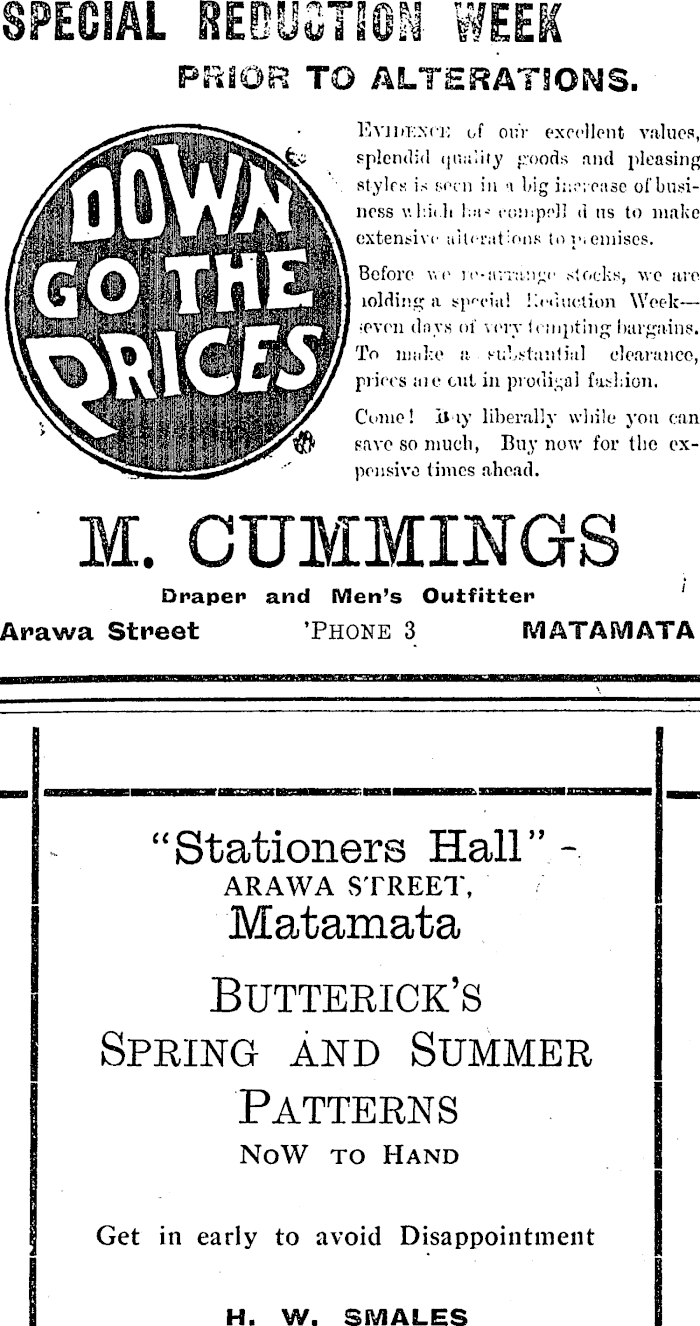 SPECIAL REDUCTION WEEK
PRIOR TO ALTERATIONS.
DOWN
GO THE
PRICES
EVIDENCE of our excellent values,
splendid quality goods and pleasing
styles is seen in a big increase of busi-
ness which has compell d us to make
extensive alterations to premises.
Before we re-arrange stocks, we are
holding a special Reduction Week—
seven days of very tempting bargains.
To make a substantial clearance,
prices are cut in prodigal fashion.
Come! Buy liberally while you can
save so much, Buy now for the ex-
pensive times ahead.
M. CUMMINGS
Draper and Men's Outfitter
Arawa Street 'PHONE 3 MATAMATA
"Stationers Hall" -
ARAWA STREET,
Matamata
BUTTERICK'S
SPRING AND SUMMER
PATTERNS
NOW TO HAND
Get in early to avoid Disappointment
H. W. SMALES